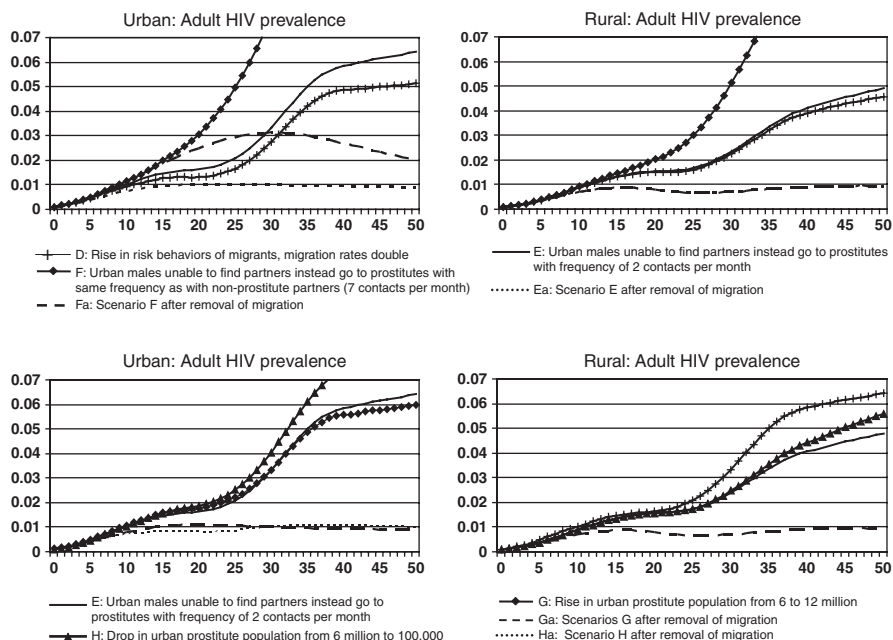 Urban: Adult HIV prevalence
0.07
0.06
0.05
0.04
0.03
0.02
0.01
0
0 5 10 15 20 25 30 35 40 45 50
Rural: Adult HIV prevalence
0.07
0.06
0.05
0.04
0.03
0.02
0.01
0
0 5 10 15 20 25 30 35 40 45 50
D: Rise in risk behaviors of migrants, migration rates double
F: Urban males unable to find partners instead go to prostitutes with
same frequency as with non-prostitute partners (7 contacts per month)
Fa: Scenario F after removal of migration
E: Urban males unable to find partners instead go to prostitutes
with frequency of 2 contacts per month
Ea: Scenario E after removal of migration
Urban: Adult HIV prevalence
0.07
0.06
0.05
0.04
0.03
0.02
0.01
0
0 5 10 15 20 25 30 35 40 45 50
Rural: Adult HIV prevalence
0.07
0.06
0.05
0.04
0.03
0.02
0.01
0
0 5 10 15 20 25 30 35 40 45 50
E: Urban males unable to find partners instead go to
prostitutes with frequency of 2 contacts per month
H: Drop in urban prostitute population from 6 million to 100,000
G: Rise in urban prostitute population from 6 to 12 million
Ga: Scenarios G after removal of migration
Ha: Scenario H after removal of migration